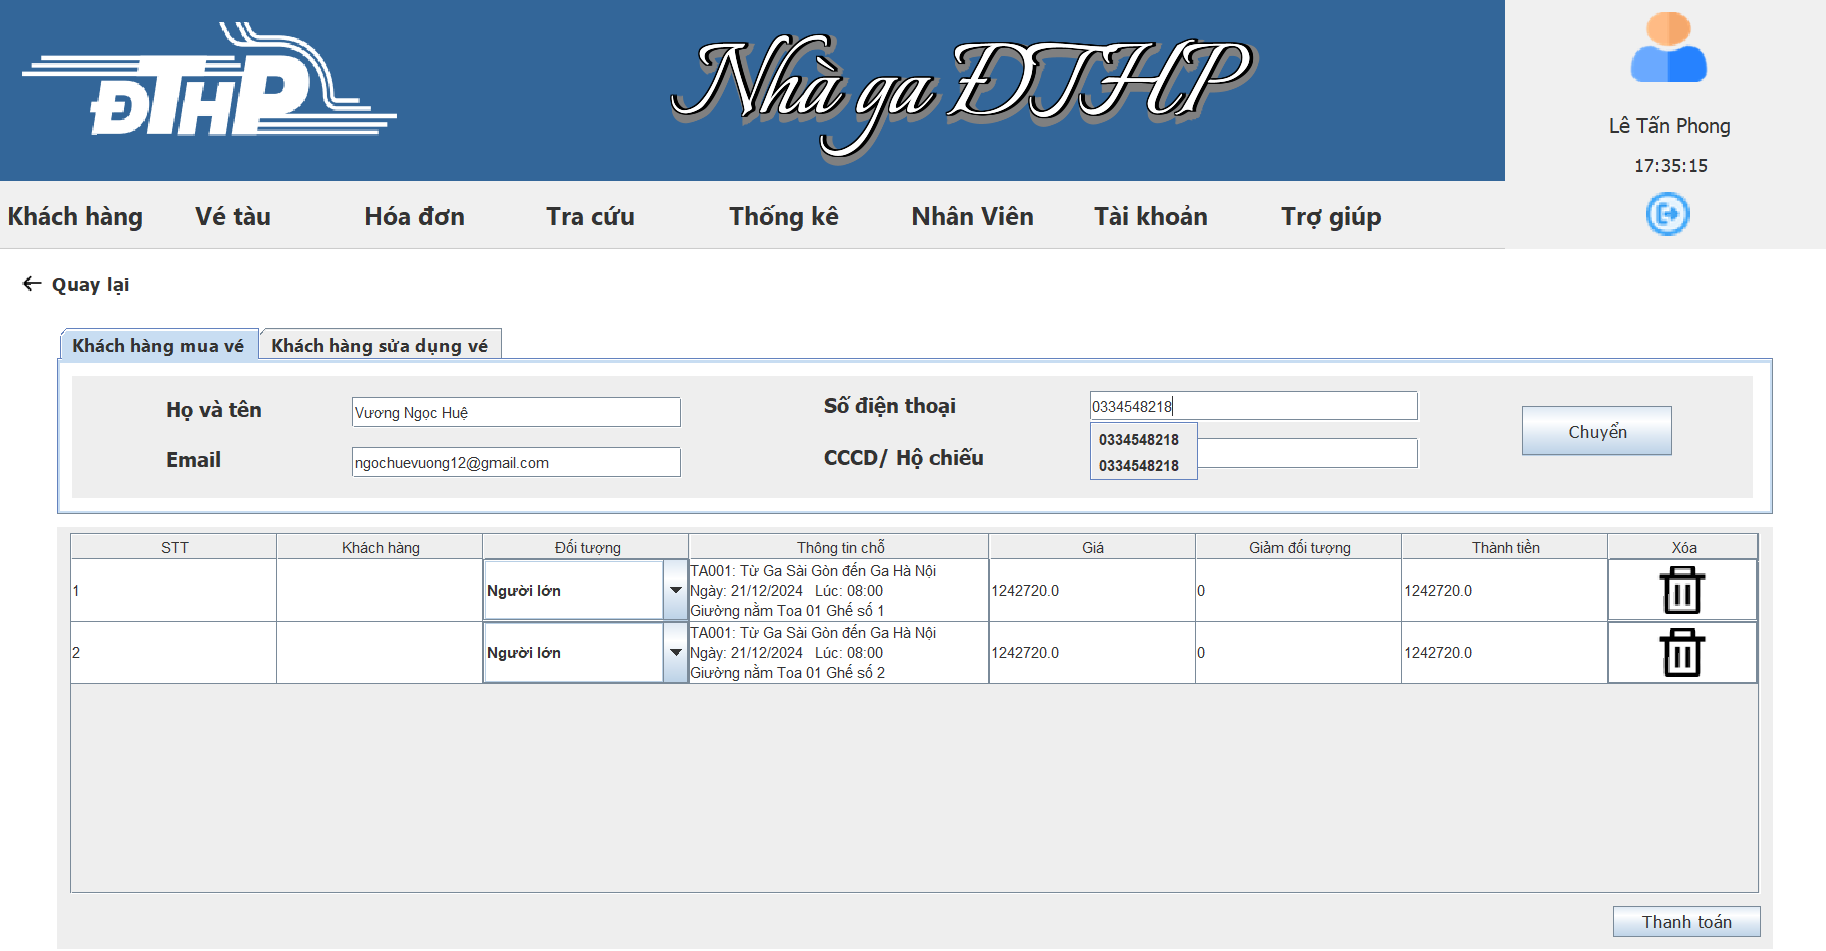 ĐTHP
Nhà ga ĐTHP
Lê Tấn Phong
17:35:15
Khách hàng Vé tàu Hóa đơn Tra cứu Thống kê Nhân Viên Tài khoản Trợ giúp
Quay lại
Khách hàng mua vé Khách hàng sửa dụng vé
Họ và tên Vương Ngọc Huệ Số điện thoại 0334548218
Chuyển
Email ngochuevuong12@gmail.com CCCD/ Hộ chiếu
0334548218
0334548218
STT Khách hàng Đối tượng Thông tin chỗ Giá Giảm đối tượng Thành tiền Xóa
TA001: Từ Ga Sài Gòn đến Ga Hà Nội
1 Người lớn Ngày: 21/12/2024 Lúc: 08:00 1242720.0 0 1242720.0
Giường nằm Toa 01 Ghế số 1
TA001: Từ Ga Sài Gòn đến Ga Hà Nội
2 Người lớn Ngày: 21/12/2024 Lúc: 08:00 1242720.0 0 1242720.0
Giường nằm Toa 01 Ghế số 2
Thanh toán